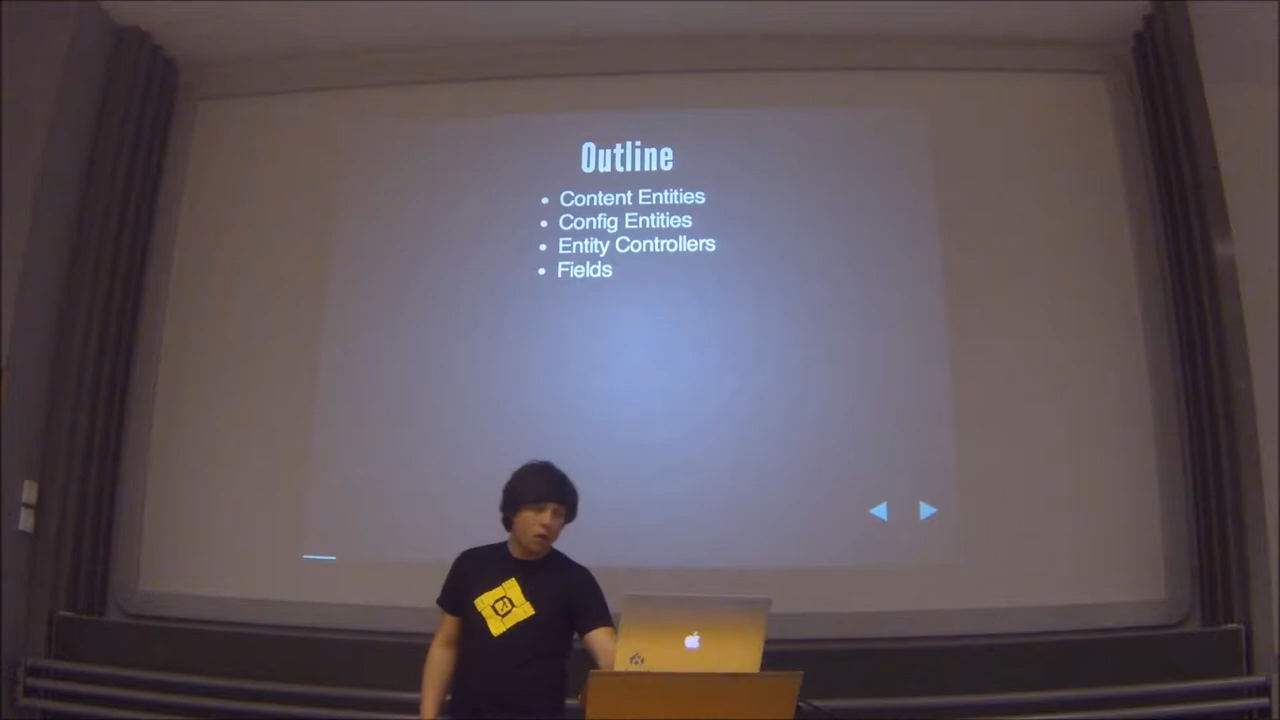 Outline
• Content Entities
• Config Entities
• Entity Controllers
• Fields